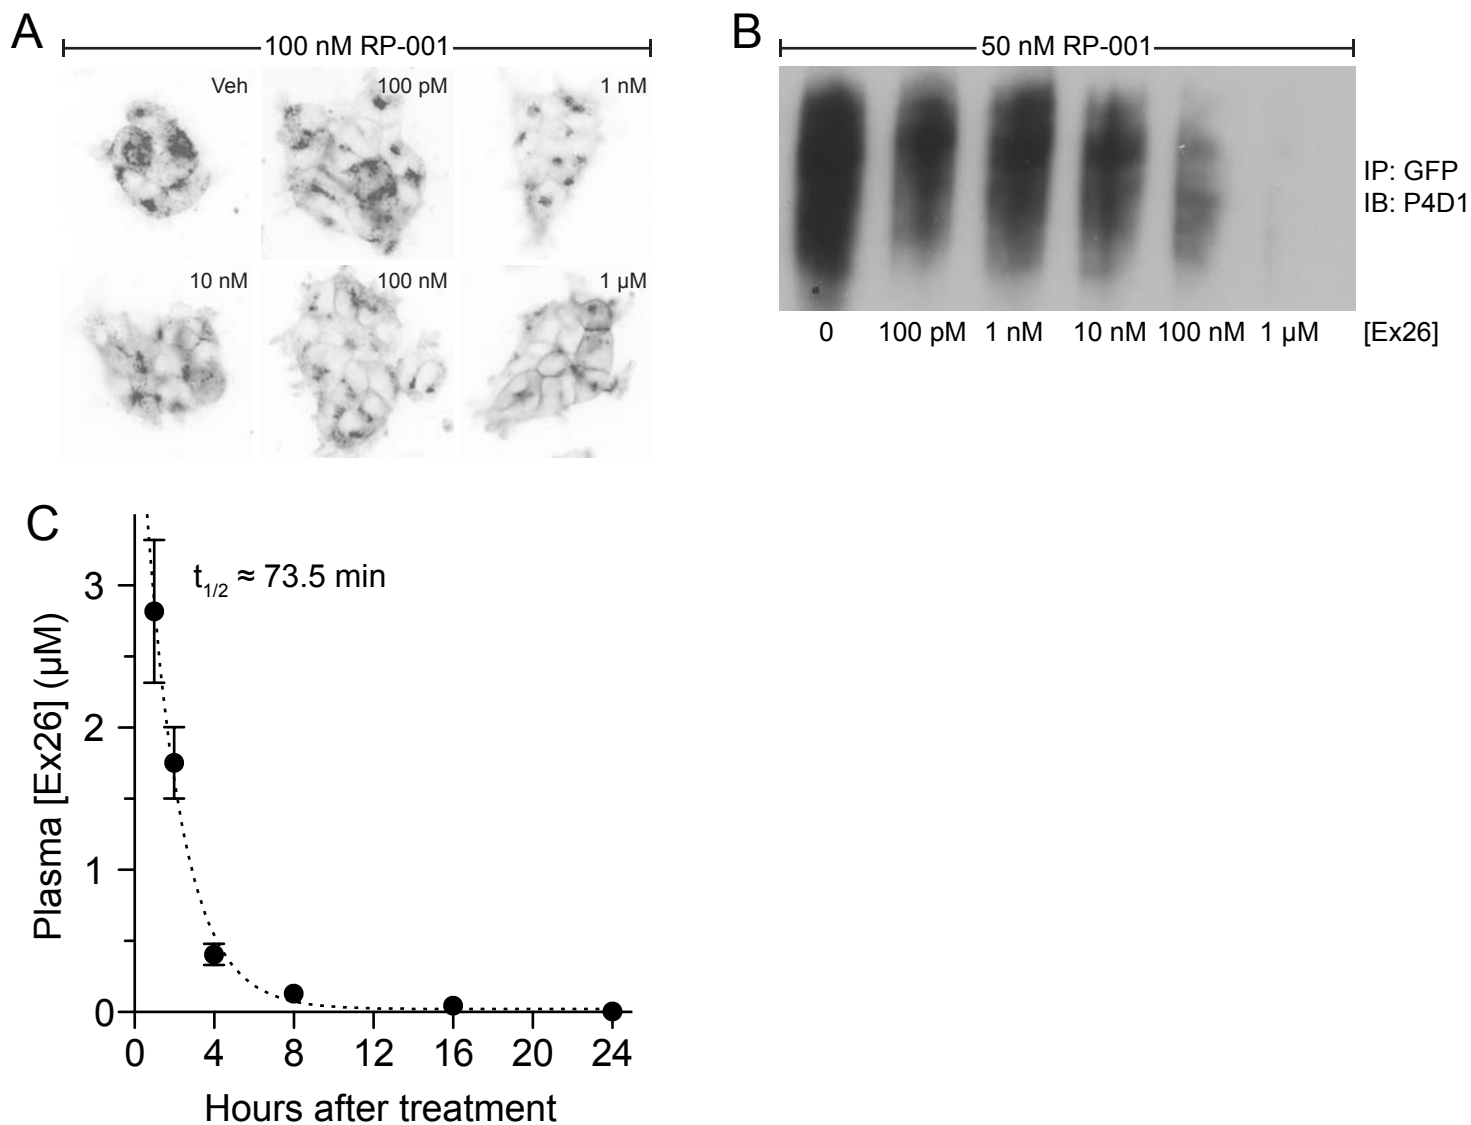 A
100 nM RP-001
Veh
100 pM
1 nM
10 nM
100 nM
1 µM
B
50 nM RP-001
IP: GFP
IB: P4D1
0 100 pM 1 nM 10 nM 100 nM 1 µM [Ex26]
C
t1/2 ≈ 73.5 min
Plasma [Ex26] (µM)
3
2
1
0
0 4 8 12 16 20 24
Hours after treatment